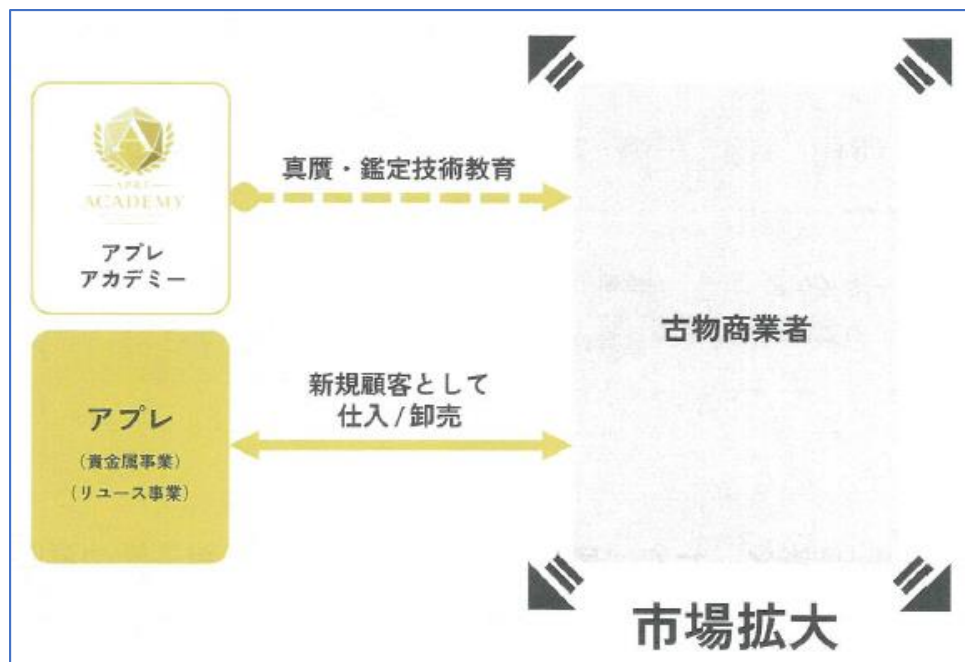 ACADEMY
アプレ
アカデミー
真贋・鑑定技術教育
古物商業者
アプレ
(貴金属事業)
(リユース事業)
新規顧客として
仕入/卸売
市場拡大